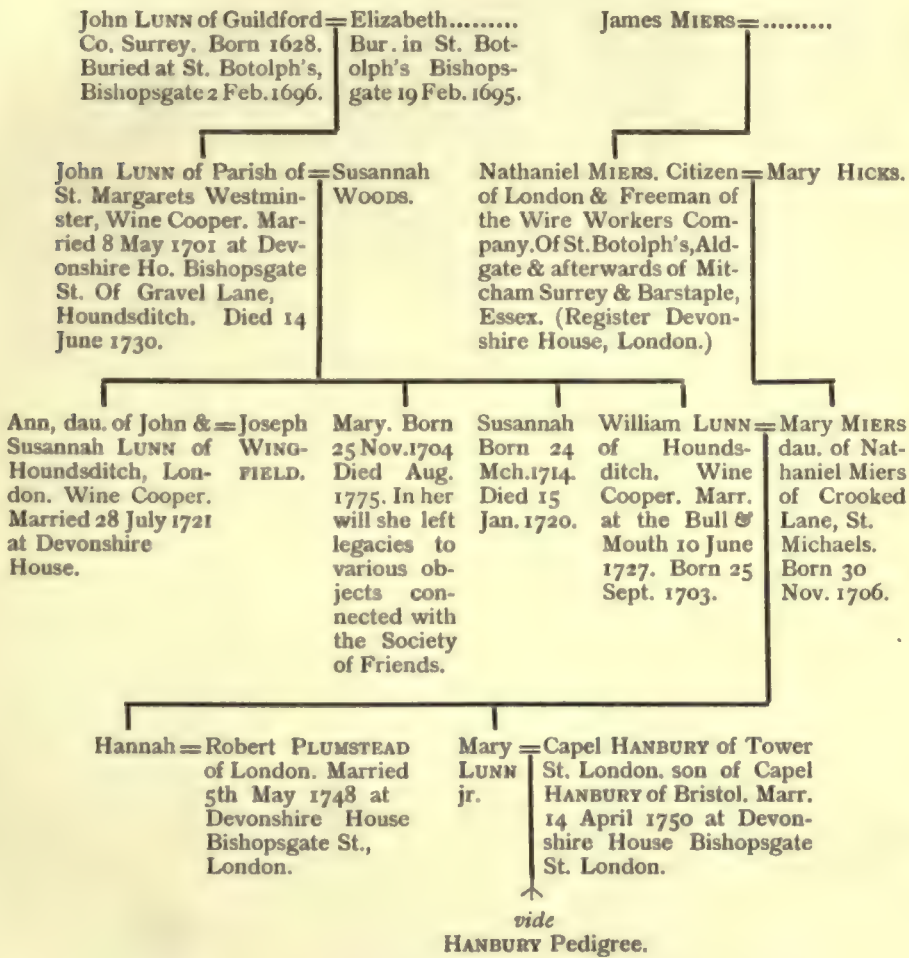 John LUNN of Guildford = Elizabeth.........
Co. Surrey. Born 1628.
Buried at St. Botolph's,
Bishopsgate 2 Feb. 1696.
Bur. in St. Bot-
olph's Bishops-
gate 19 Feb. 1695.
James MIERS = .........
John LUNN of Parish of = Susannah
St. Margarets Westmin-
ster, Wine Cooper. Mar-
ried 8 May 1701 at Dev-
onshire Ho. Bishopsgate
St. Of Gravel Lane,
Houndsditch. Died 14
June 1730.
WOODS.
Nathaniel MIERS. Citizen = Mary HICKS.
of London & Freeman of
the Wire Workers Com-
pany. Of St. Botolph's, Ald-
gate & afterwards of Mit-
cham Surrey & Barstaple,
Essex. (Register Devon-
shire House, London.)
Ann, dau. of John & = Joseph
Susannah LUNN of
Houndsditch, Lon-
don. Wine Cooper.
Married 28 July 1721
at Devonshire
House.
WING-
FIELD.
Mary. Born
25 Nov. 1704
Died Aug.
1775. In her
will she left
legacies to
various ob-
jects con-
nected with
the Society
of Friends.
Susannah
Born 24
Mch. 1714.
Died 15
Jan. 1720.
William LUNN = Mary MIERS
of Hounds-
ditch. Wine
Cooper. Marr.
at the Bull &
Mouth 10 June
1727. Born 25
Sept. 1703.
dau. of Nat-
haniel Miers
of Crooked
Lane, St.
Michaels.
Born 30
Nov. 1706.
Hannah = Robert PLUMSTEAD
of London. Married
5th May 1748 at
Devonshire House
Bishopsgate St.,
London.
Mary = Capel HANBURY of Tower
LUNN
jr.
St. London. son of Capel
HANBURY of Bristol. Marr.
14 April 1750 at Devon-
shire House Bishopsgate
St. London.
vide
HANBURY Pedigree.